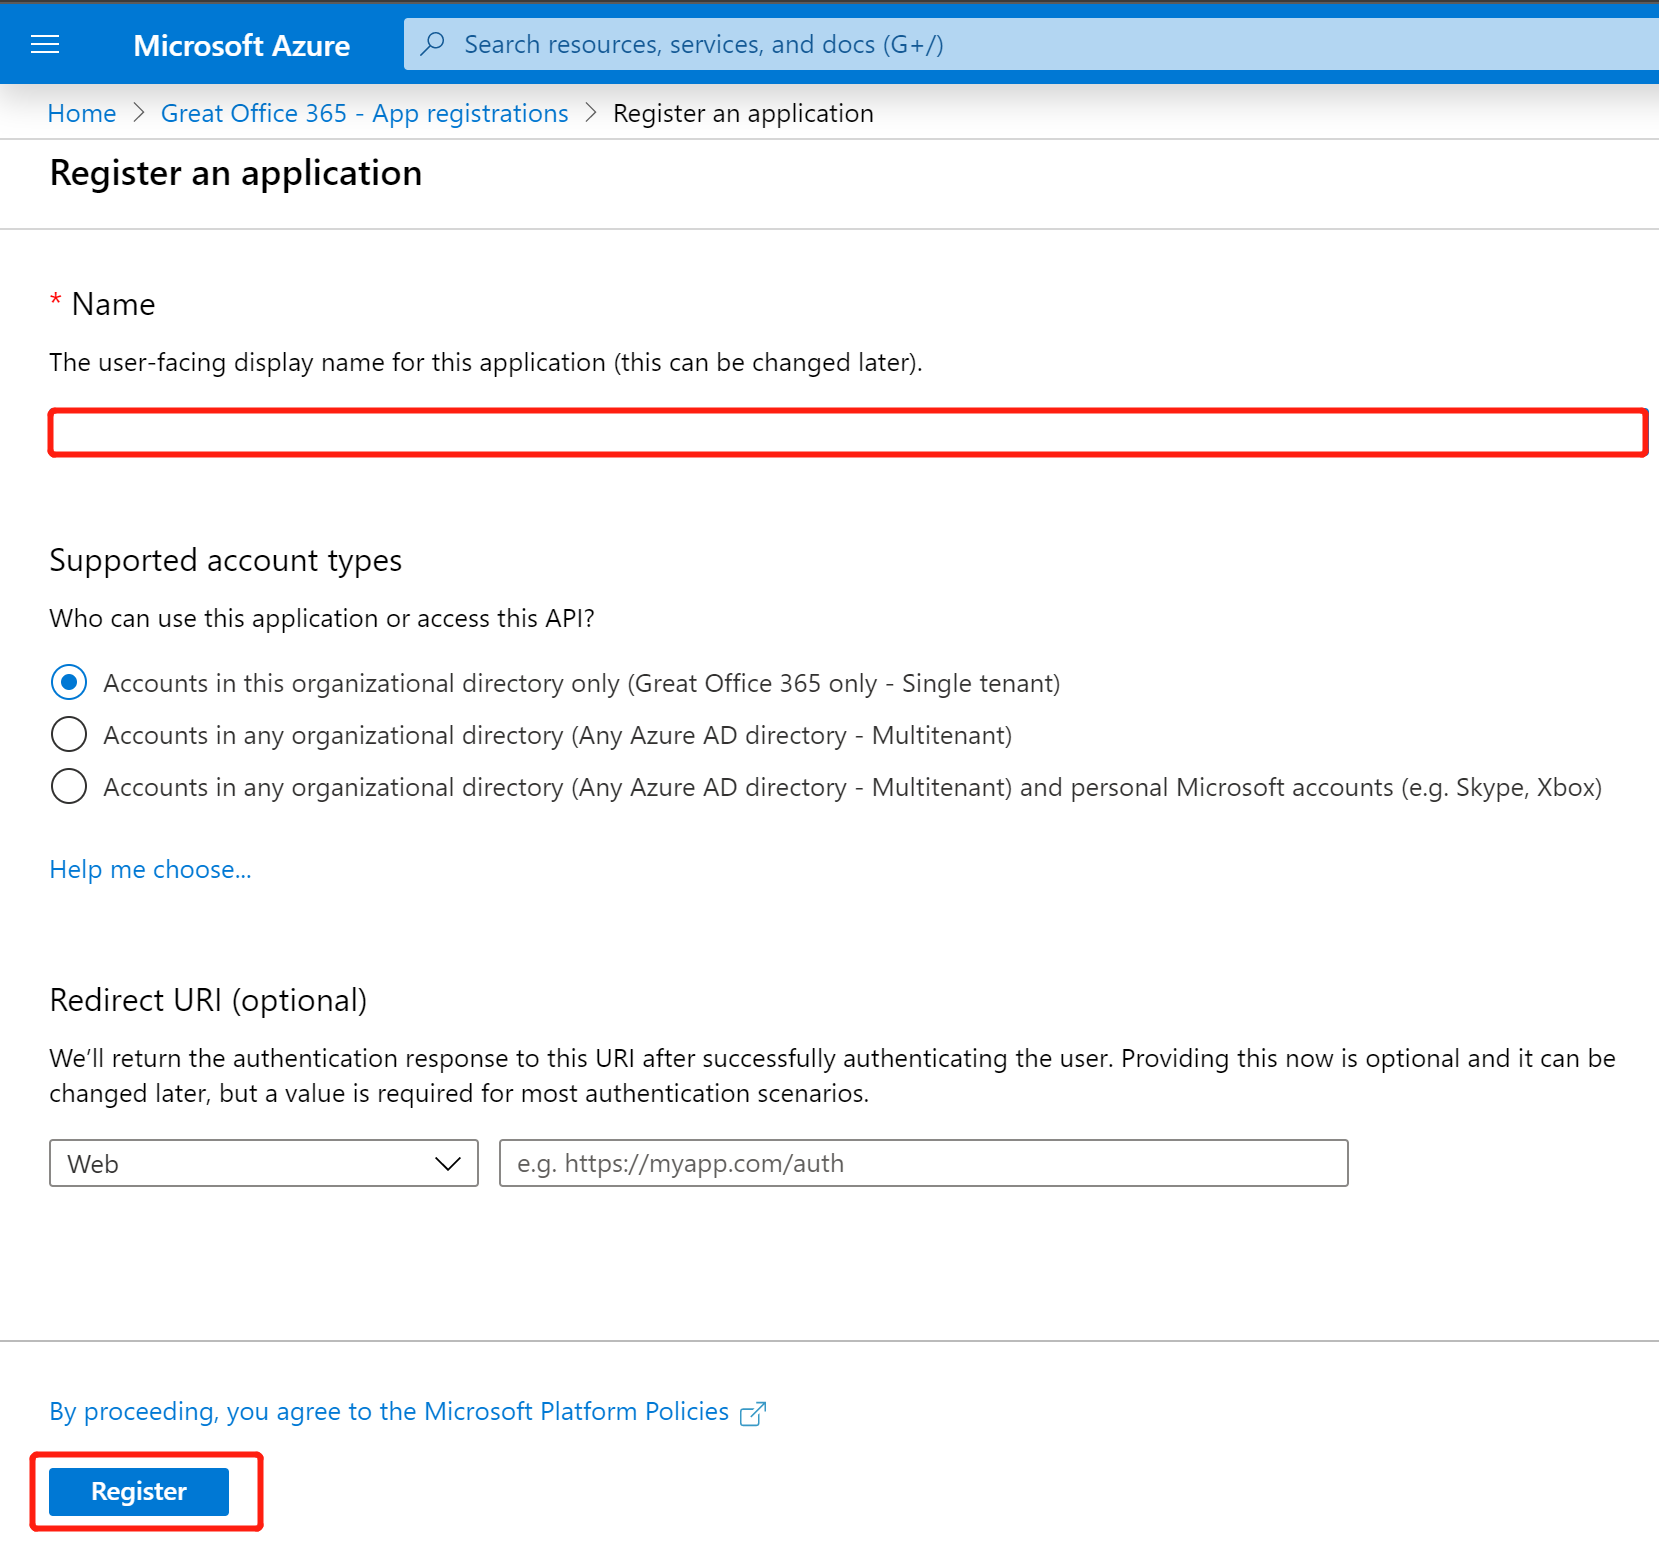 Microsoft Azure
Search resources, services, and docs (G+/)
Home > Great Office 365 - App registrations > Register an application
Register an application
* Name
The user-facing display name for this application (this can be changed later).
Supported account types
Who can use this application or access this API?
Accounts in this organizational directory only (Great Office 365 only - Single tenant)
Accounts in any organizational directory (Any Azure AD directory - Multitenant)
Accounts in any organizational directory (Any Azure AD directory - Multitenant) and personal Microsoft accounts (e.g. Skype, Xbox)
Help me choose...
Redirect URI (optional)
We’ll return the authentication response to this URI after successfully authenticating the user. Providing this now is optional and it can be
changed later, but a value is required for most authentication scenarios.
Web
e.g. https://myapp.com/auth
By proceeding, you agree to the Microsoft Platform Policies
Register